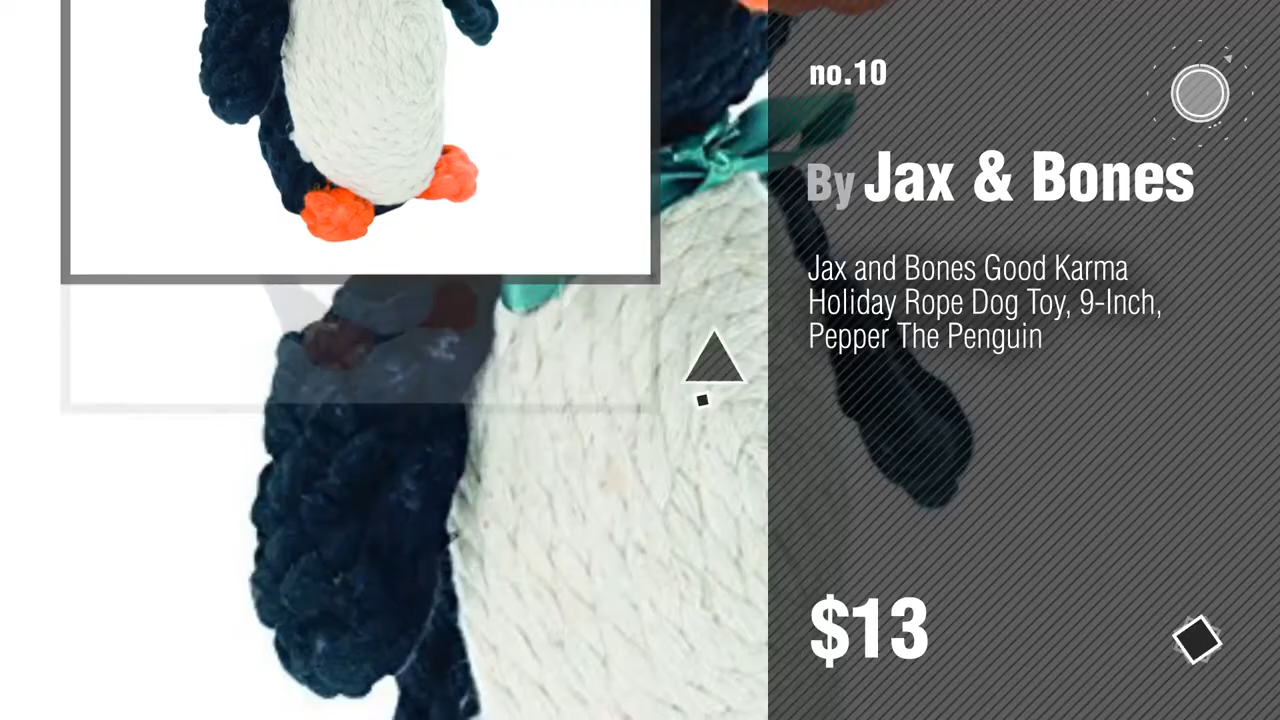 no.10
By Jax & Bones
Jax and Bones Good Karma
Holiday Rope Dog Toy, 9-Inch,
Pepper The Penguin
$13